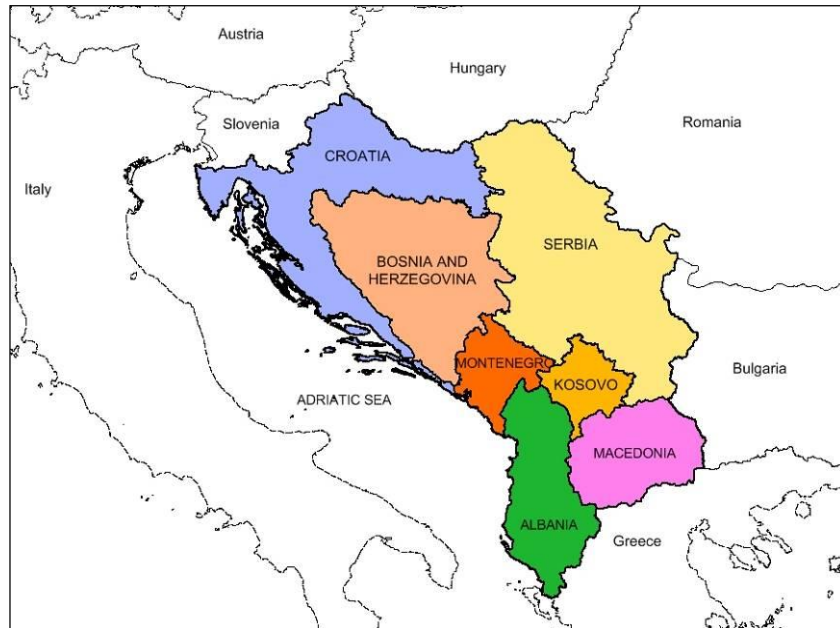 Austria
Hungary
Slovenia
Romania
CROATIA
Italy
SERBIA
BOSNIA AND
HERZEGOVINA
MONTENEGRO
Bulgaria
KOSOVO
ADRIATIC SEA
MACEDONIA
ALBANIA
Greece